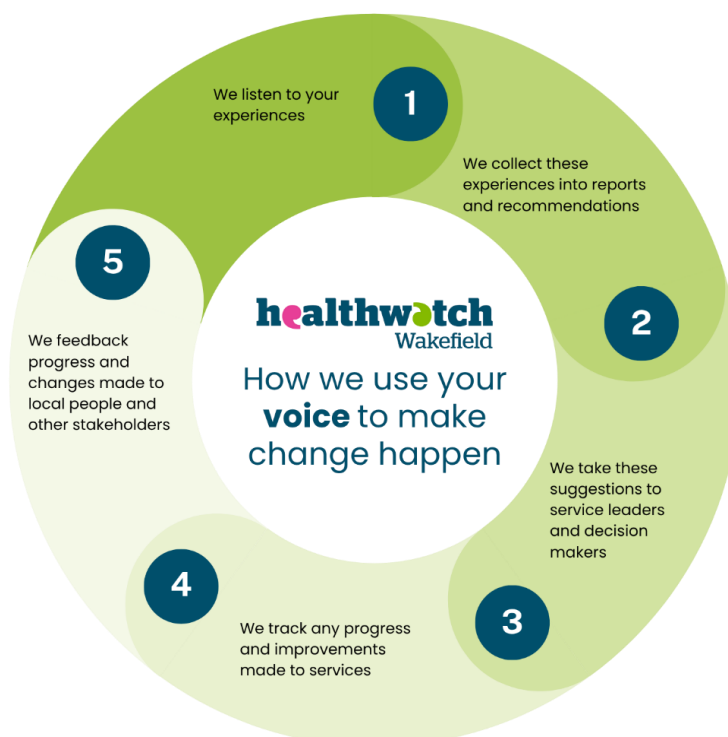 healthwatch
Wakefield
How we use your
voice to make
change happen
1
We listen to your
experiences
2
We collect these
experiences into reports
and recommendations
3
We take these
suggestions to
service leaders
and decision
makers
4
We track any progress
and improvements
made to services
5
We feedback
progress and
changes made to
local people and
other stakeholders